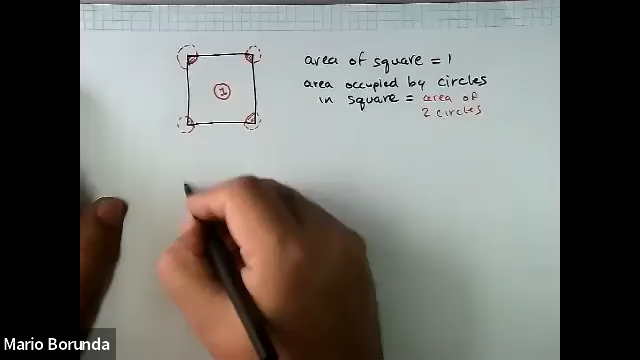 area of square = 1
area occupied by circles
in square = area of
2 circles
1
Mario Borunda